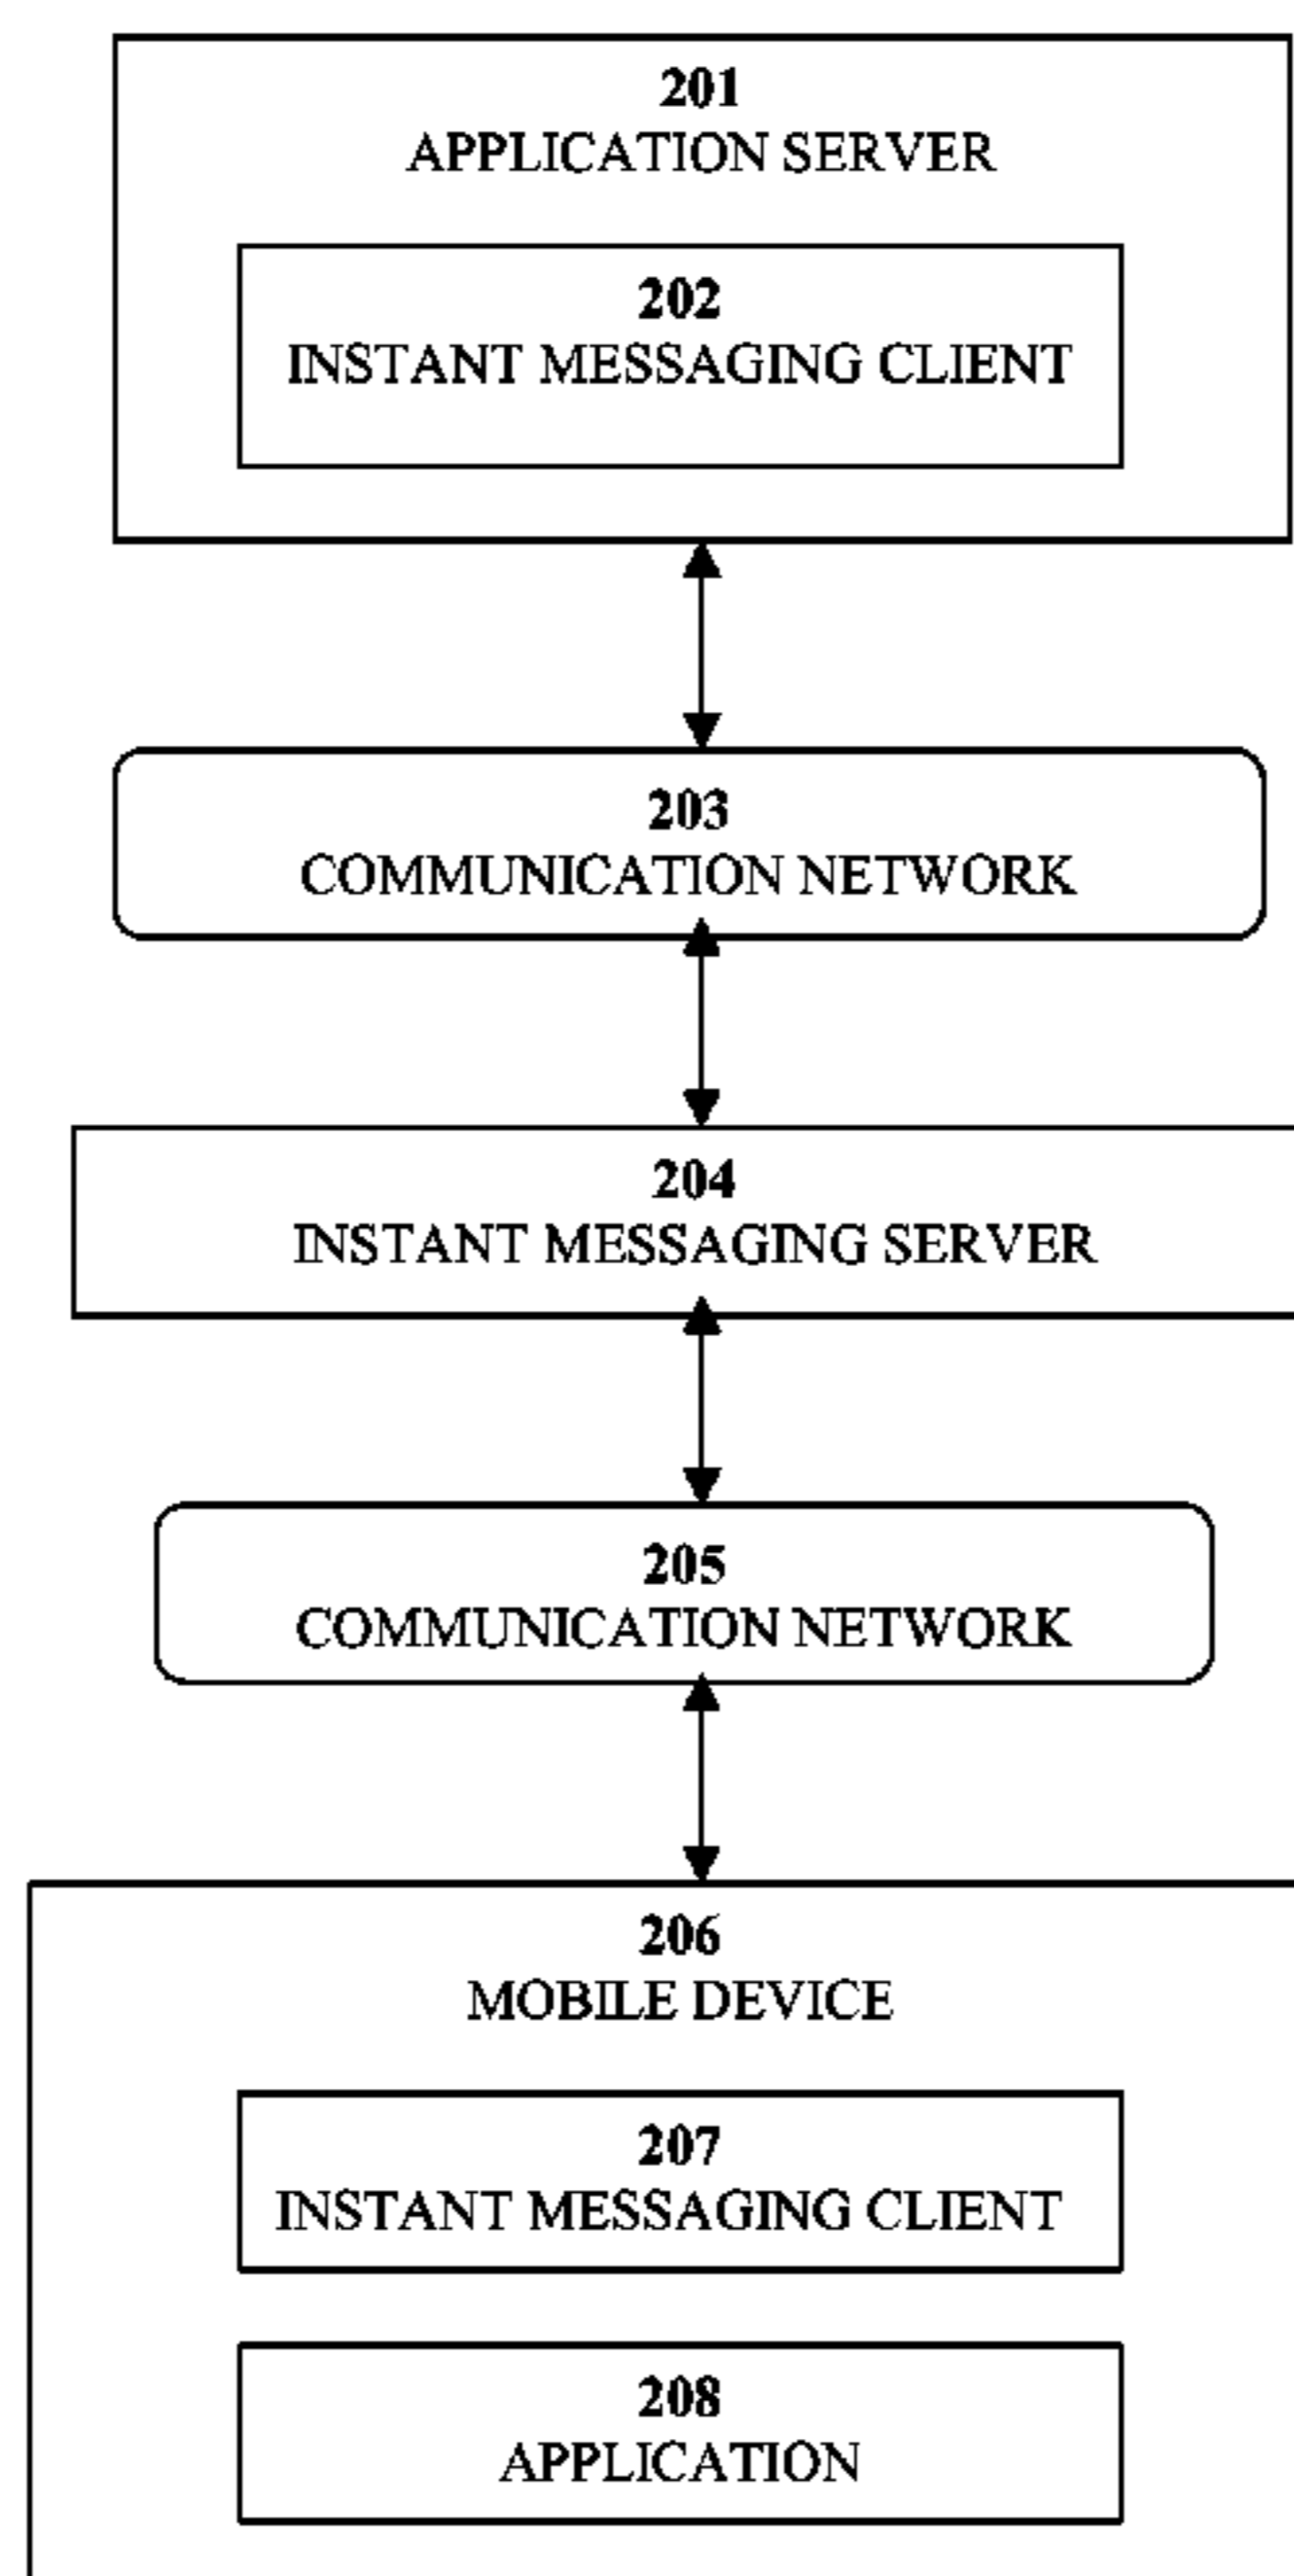 201
APPLICATION SERVER
202
INSTANT MESSAGING CLIENT
203
COMMUNICATION NETWORK
204
INSTANT MESSAGING SERVER
205
COMMUNICATION NETWORK
206
MOBILE DEVICE
207
INSTANT MESSAGING CLIENT
208
APPLICATION